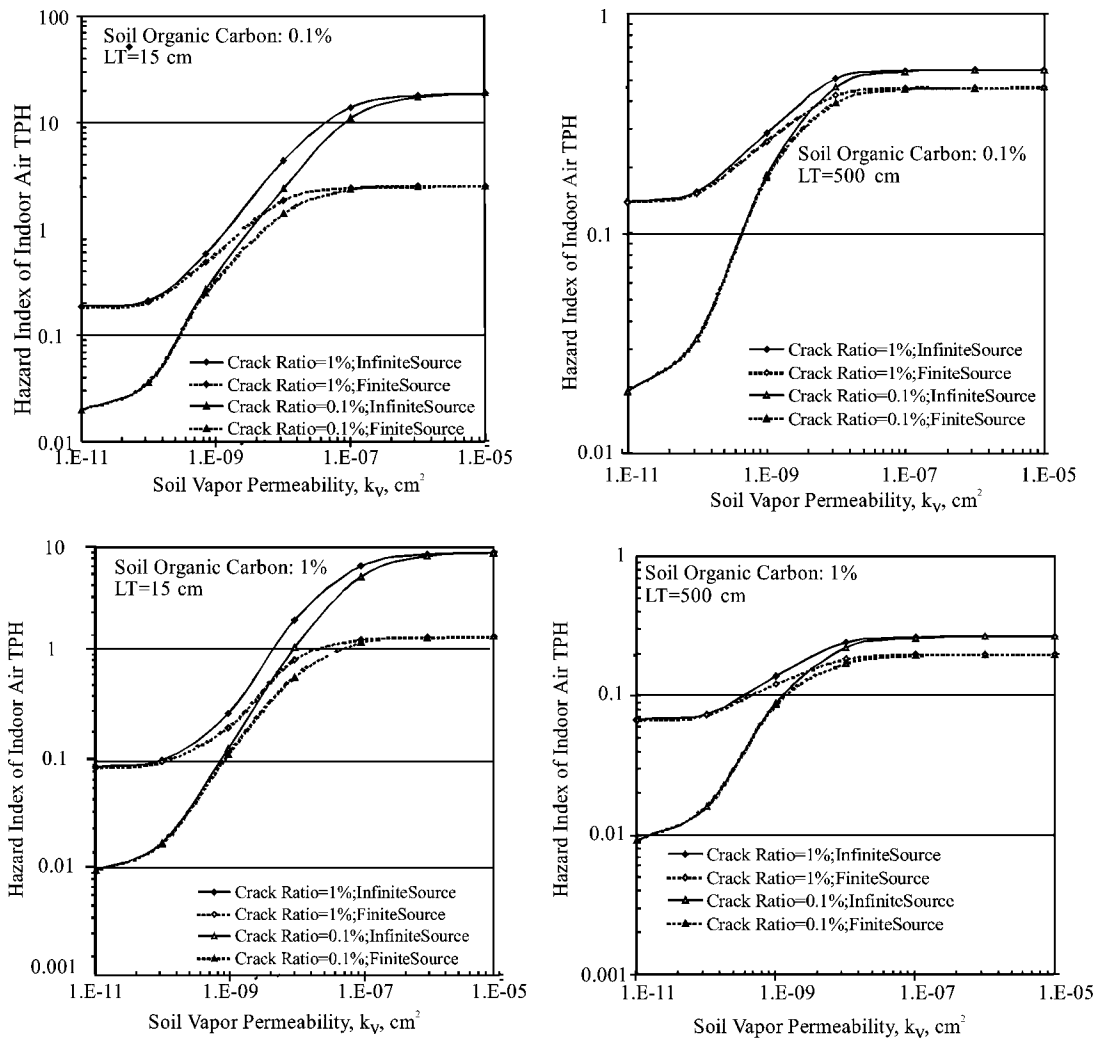 Hazard Index of Indoor Air TPH
100
10
1
0.1
0.01
Soil Organic Carbon: 0.1%
LT=15 cm
Crack Ratio=1%;InfiniteSource
Crack Ratio=1%;FiniteSource
Crack Ratio=0.1%;InfiniteSource
Crack Ratio=0.1%;FiniteSource
1.E-11 1.E-09 1.E-07 1.E-05
Soil Vapor Permeability, kv, cm²
Hazard Index of Indoor Air TPH
1
0.1
0.01
Soil Organic Carbon: 0.1%
LT=500 cm
Crack Ratio=1%;InfiniteSource
Crack Ratio=1%;FiniteSource
Crack Ratio=0.1%;InfiniteSource
Crack Ratio=0.1%;FiniteSource
1.E-11 1.E-09 1.E-07 1.E-05
Soil Vapor Permeability, kv, cm²
Hazard Index of Indoor Air TPH
10
1
0.1
0.01
0.001
Soil Organic Carbon: 1%
LT=15 cm
Crack Ratio=1%;InfiniteSource
Crack Ratio=1%;FiniteSource
Crack Ratio=0.1%;InfiniteSource
Crack Ratio=0.1%;FiniteSource
1.E-11 1.E-09 1.E-07 1.E-05
Soil Vapor Permeability, kv, cm²
Hazard Index of Indoor Air TPH
1
0.1
0.01
0.001
Soil Organic Carbon: 1%
LT=500 cm
Crack Ratio=1%;InfiniteSource
Crack Ratio=1%;FiniteSource
Crack Ratio=0.1%;InfiniteSource
Crack Ratio=0.1%;FiniteSource
1.E-11 1.E-09 1.E-07 1.E-05
Soil Vapor Permeability, kv, cm²